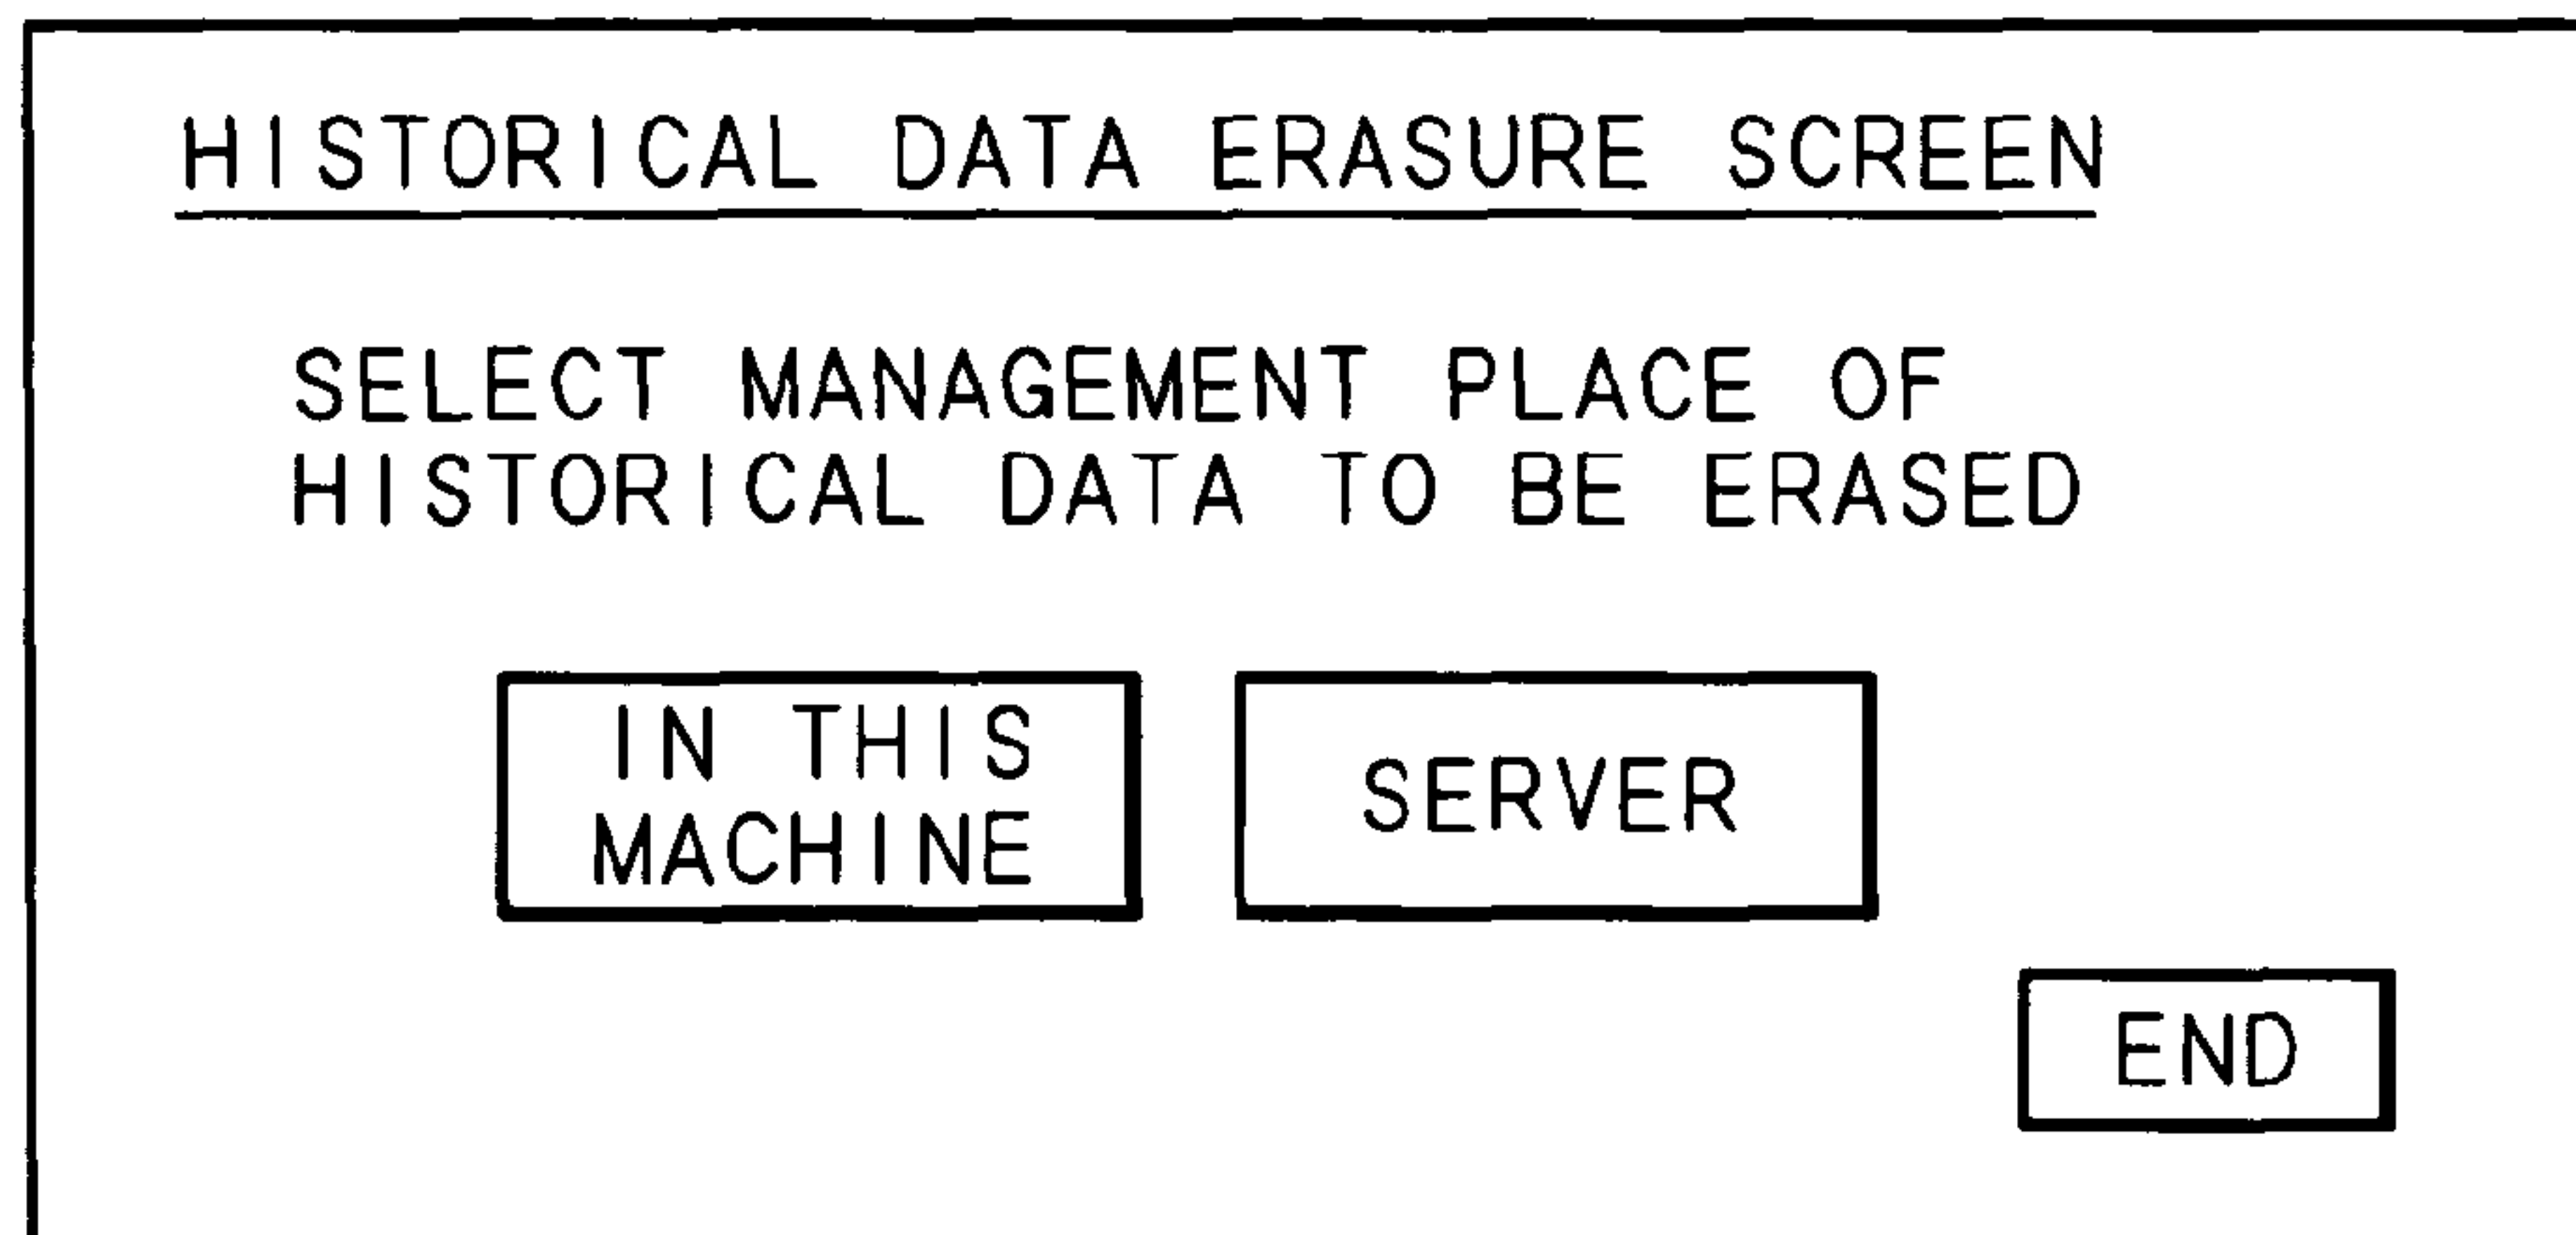 HISTORICAL DATA ERASURE SCREEN
SELECT MANAGEMENT PLACE OF
HISTORICAL DATA TO BE ERASED
IN THIS
MACHINE
SERVER
END